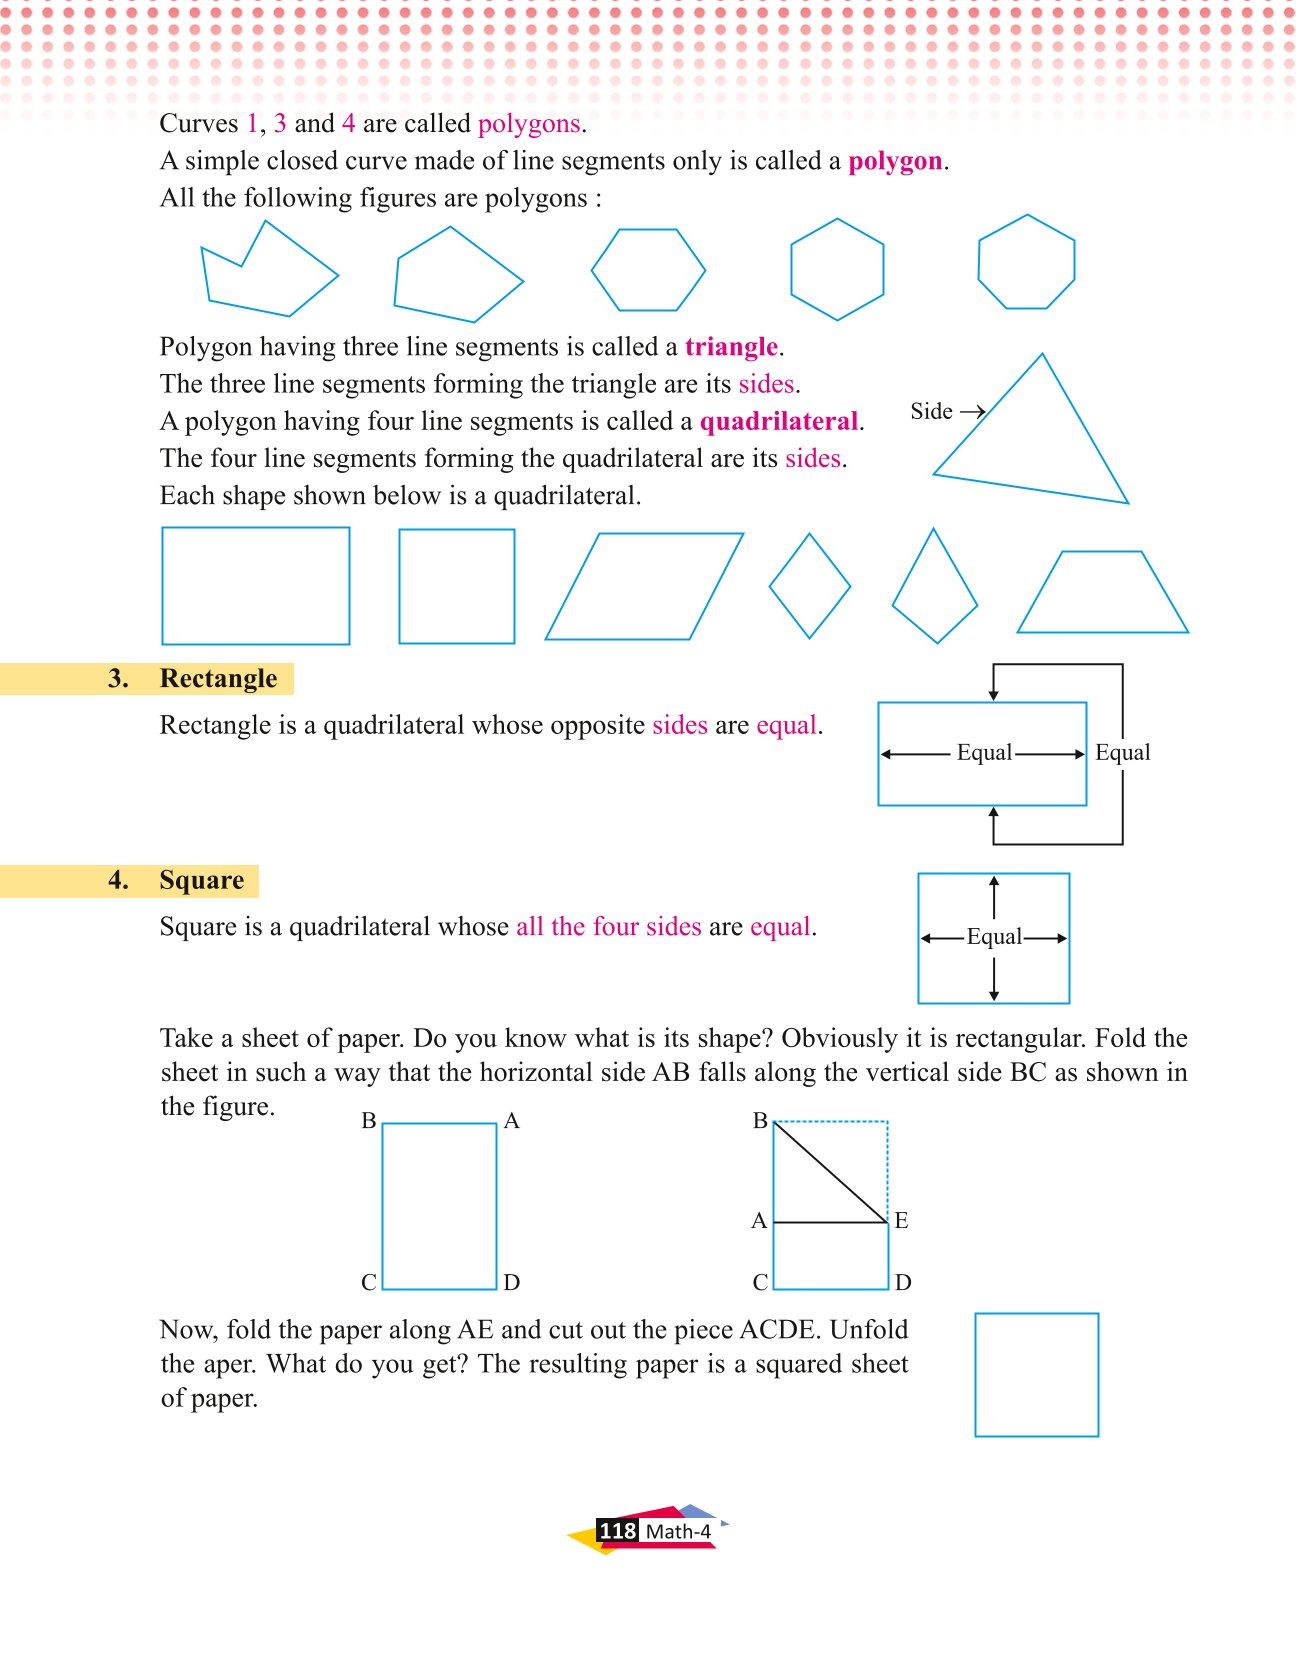 Curves 1, 3 and 4 are called polygons.
A simple closed curve made of line segments only is called a polygon.
All the following figures are polygons :
Polygon having three line segments is called a triangle.
The three line segments forming the triangle are its sides.
Side
A polygon having four line segments is called a quadrilateral.
The four line segments forming the quadrilateral are its sides.
Each shape shown below is a quadrilateral.
3. Rectangle
Rectangle is a quadrilateral whose opposite sides are equal.
Equal Equal
4. Square
Square is a quadrilateral whose all the four sides are equal.
Equal
Take a sheet of paper. Do you know what is its shape? Obviously it is rectangular. Fold the
sheet in such a way that the horizontal side AB falls along the vertical side BC as shown in
the figure.
B A B
A E
C D C D
Now, fold the paper along AE and cut out the piece ACDE. Unfold
the aper. What do you get? The resulting paper is a squared sheet
of paper.
118 Math-4